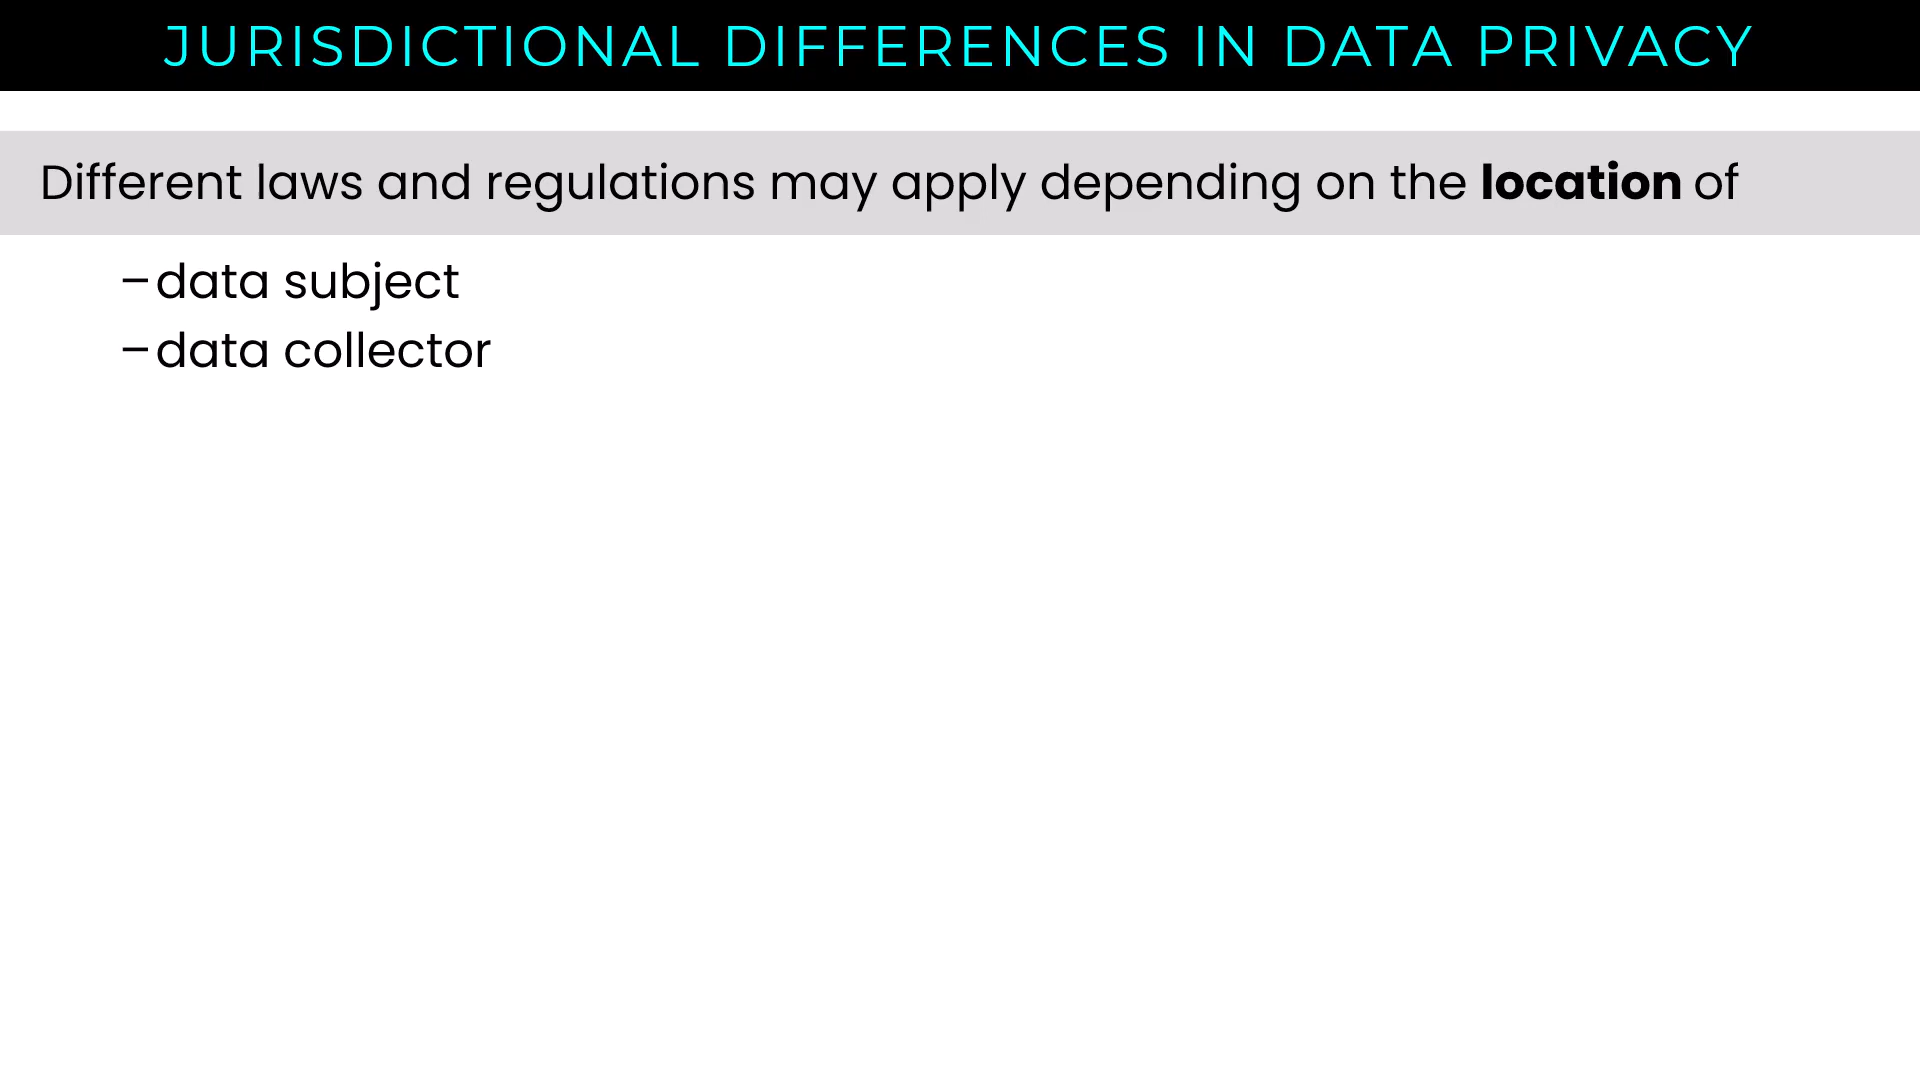 JURISDICTIONAL DIFFERENCES IN DATA PRIVACY
Different laws and regulations may apply depending on the location of
–data subject
–data collector